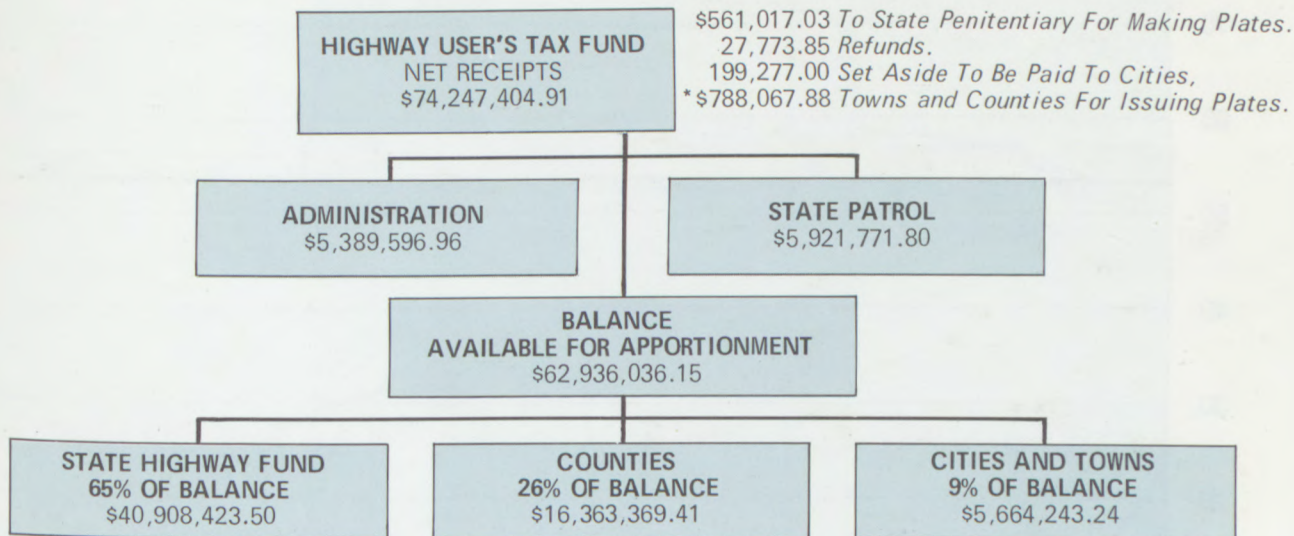 HIGHWAY USER'S TAX FUND
NET RECEIPTS
$74,247,404.91
$561,017.03 To State Penitentiary For Making Plates.
27,773.85 Refunds.
199,277.00 Set Aside To Be Paid To Cities,
*$788,067.88 Towns and Counties For Issuing Plates.
ADMINISTRATION
$5,389,596.96
STATE PATROL
$5,921,771.80
BALANCE
AVAILABLE FOR APPORTIONMENT
$62,936,036.15
STATE HIGHWAY FUND
65% OF BALANCE
$40,908,423.50
COUNTIES
26% OF BALANCE
$16,363,369.41
CITIES AND TOWNS
9% OF BALANCE
$5,664,243.24